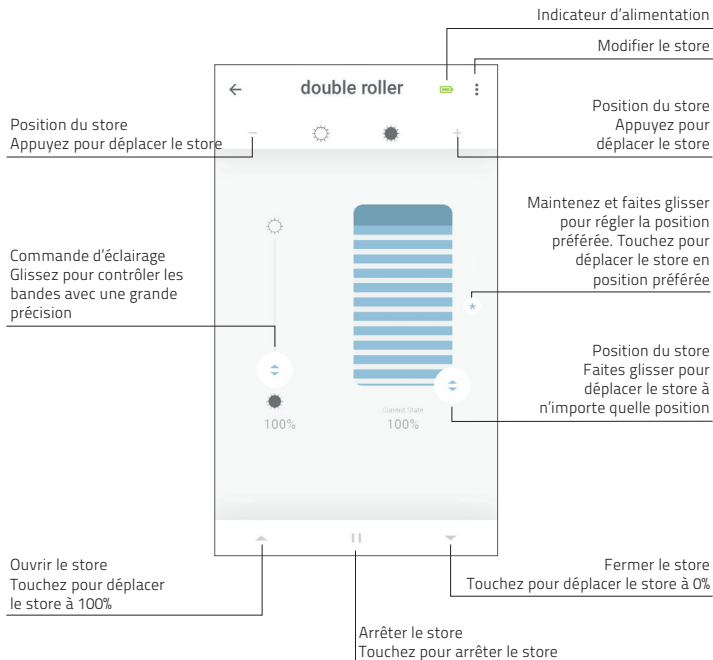 Indicateur d'alimentation
Modifier le store
double roller
Position du store
Appuyez pour déplacer le store
Position du store
Appuyez pour
déplacer le store
Maintenez et faites glisser
pour régler la position
préférée. Touchez pour
déplacer le store en
position préférée
Commande d'éclairage
Glissez pour contrôler les
bandes avec une grande
précision
Position du store
Faites glisser pour
déplacer le store à
n'importe quelle position
100%
Current State
100%
Ouvrir le store
Touchez pour déplacer
le store à 100%
Fermer le store
Touchez pour déplacer le store à 0%
Arrêter le store
Touchez pour arrêter le store